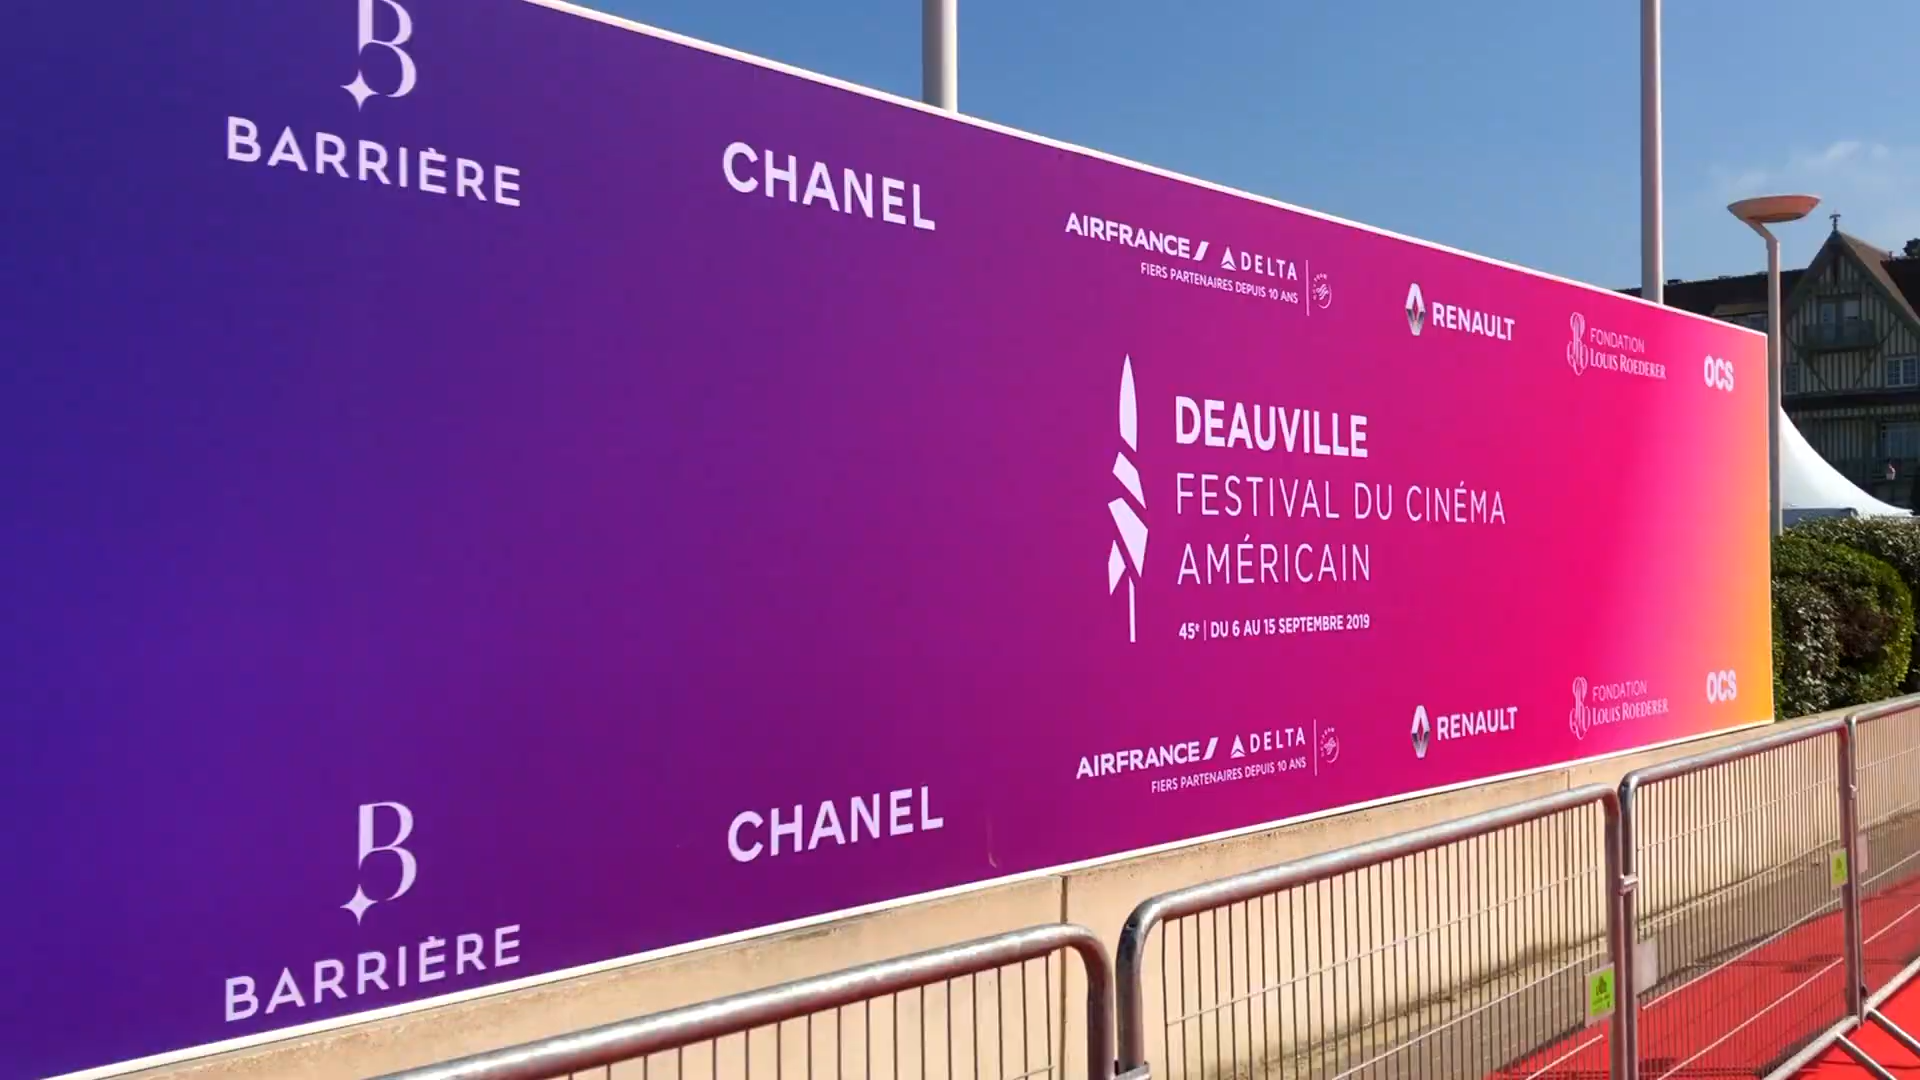 B
BARRIÈRE
CHANEL
AIRFRANCE DELTA
FIERS PARTENAIRES DEPUIS 10 ANS
RENAULT
FONDATION
LOUIS ROEDERER
OCS
DEAUVILLE
FESTIVAL DU CINÉMA
AMÉRICAIN
45e | DU 6 AU 15 SEPTEMBRE 2019
B
BARRIÈRE
CHANEL
AIRFRANCE DELTA
FIERS PARTENAIRES DEPUIS 10 ANS
RENAULT
FONDATION
LOUIS ROEDERER
OCS